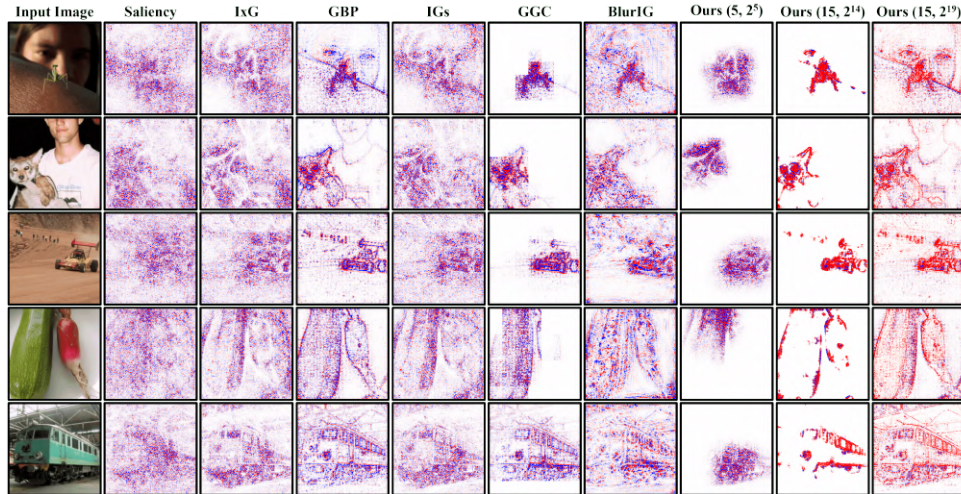 Input Image Saliency IxG GBP IGs GGC BlurIG Ours (5, 2⁵) Ours (15, 2¹⁴) Ours (15, 2¹⁹)